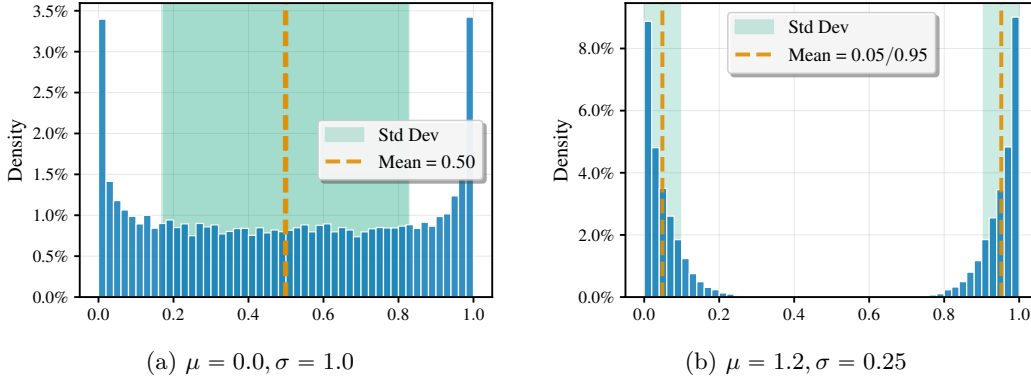 3.5%
3.0%
2.5%
2.0%
1.5%
1.0%
0.5%
0.0%
Density
Std Dev
Mean = 0.50
0.0 0.2 0.4 0.6 0.8 1.0
(a) μ = 0.0, σ = 1.0
8.0%
6.0%
4.0%
2.0%
0.0%
Density
Std Dev
Mean = 0.05/0.95
0.0 0.2 0.4 0.6 0.8 1.0
(b) μ = 1.2, σ = 0.25